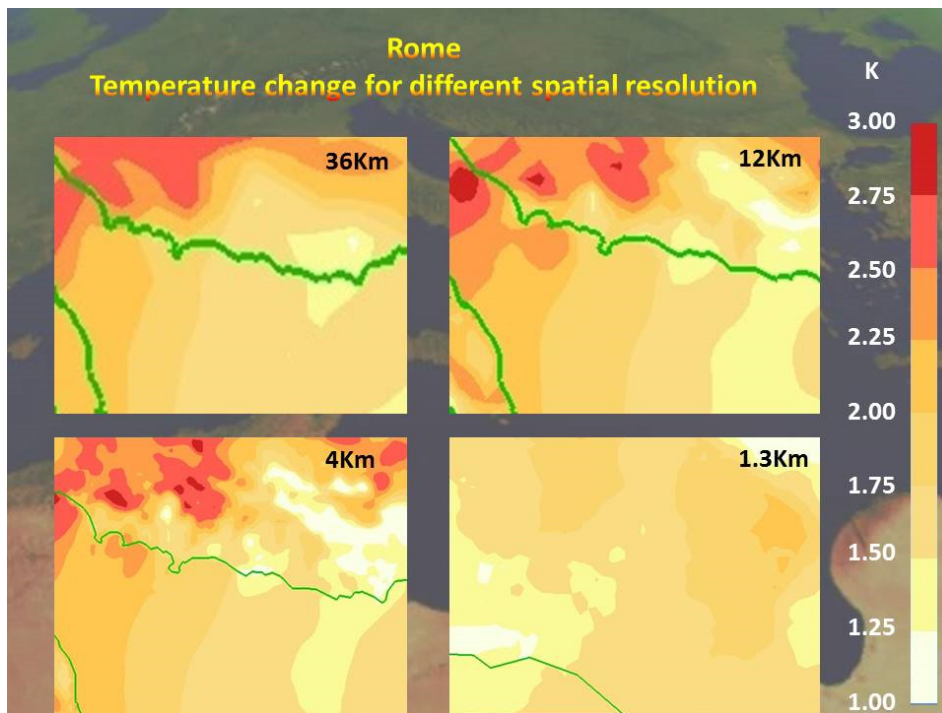 Rome
Temperature change for different spatial resolution
K
36Km
12Km
4Km
1.3Km
3.00
2.75
2.50
2.25
2.00
1.75
1.50
1.25
1.00